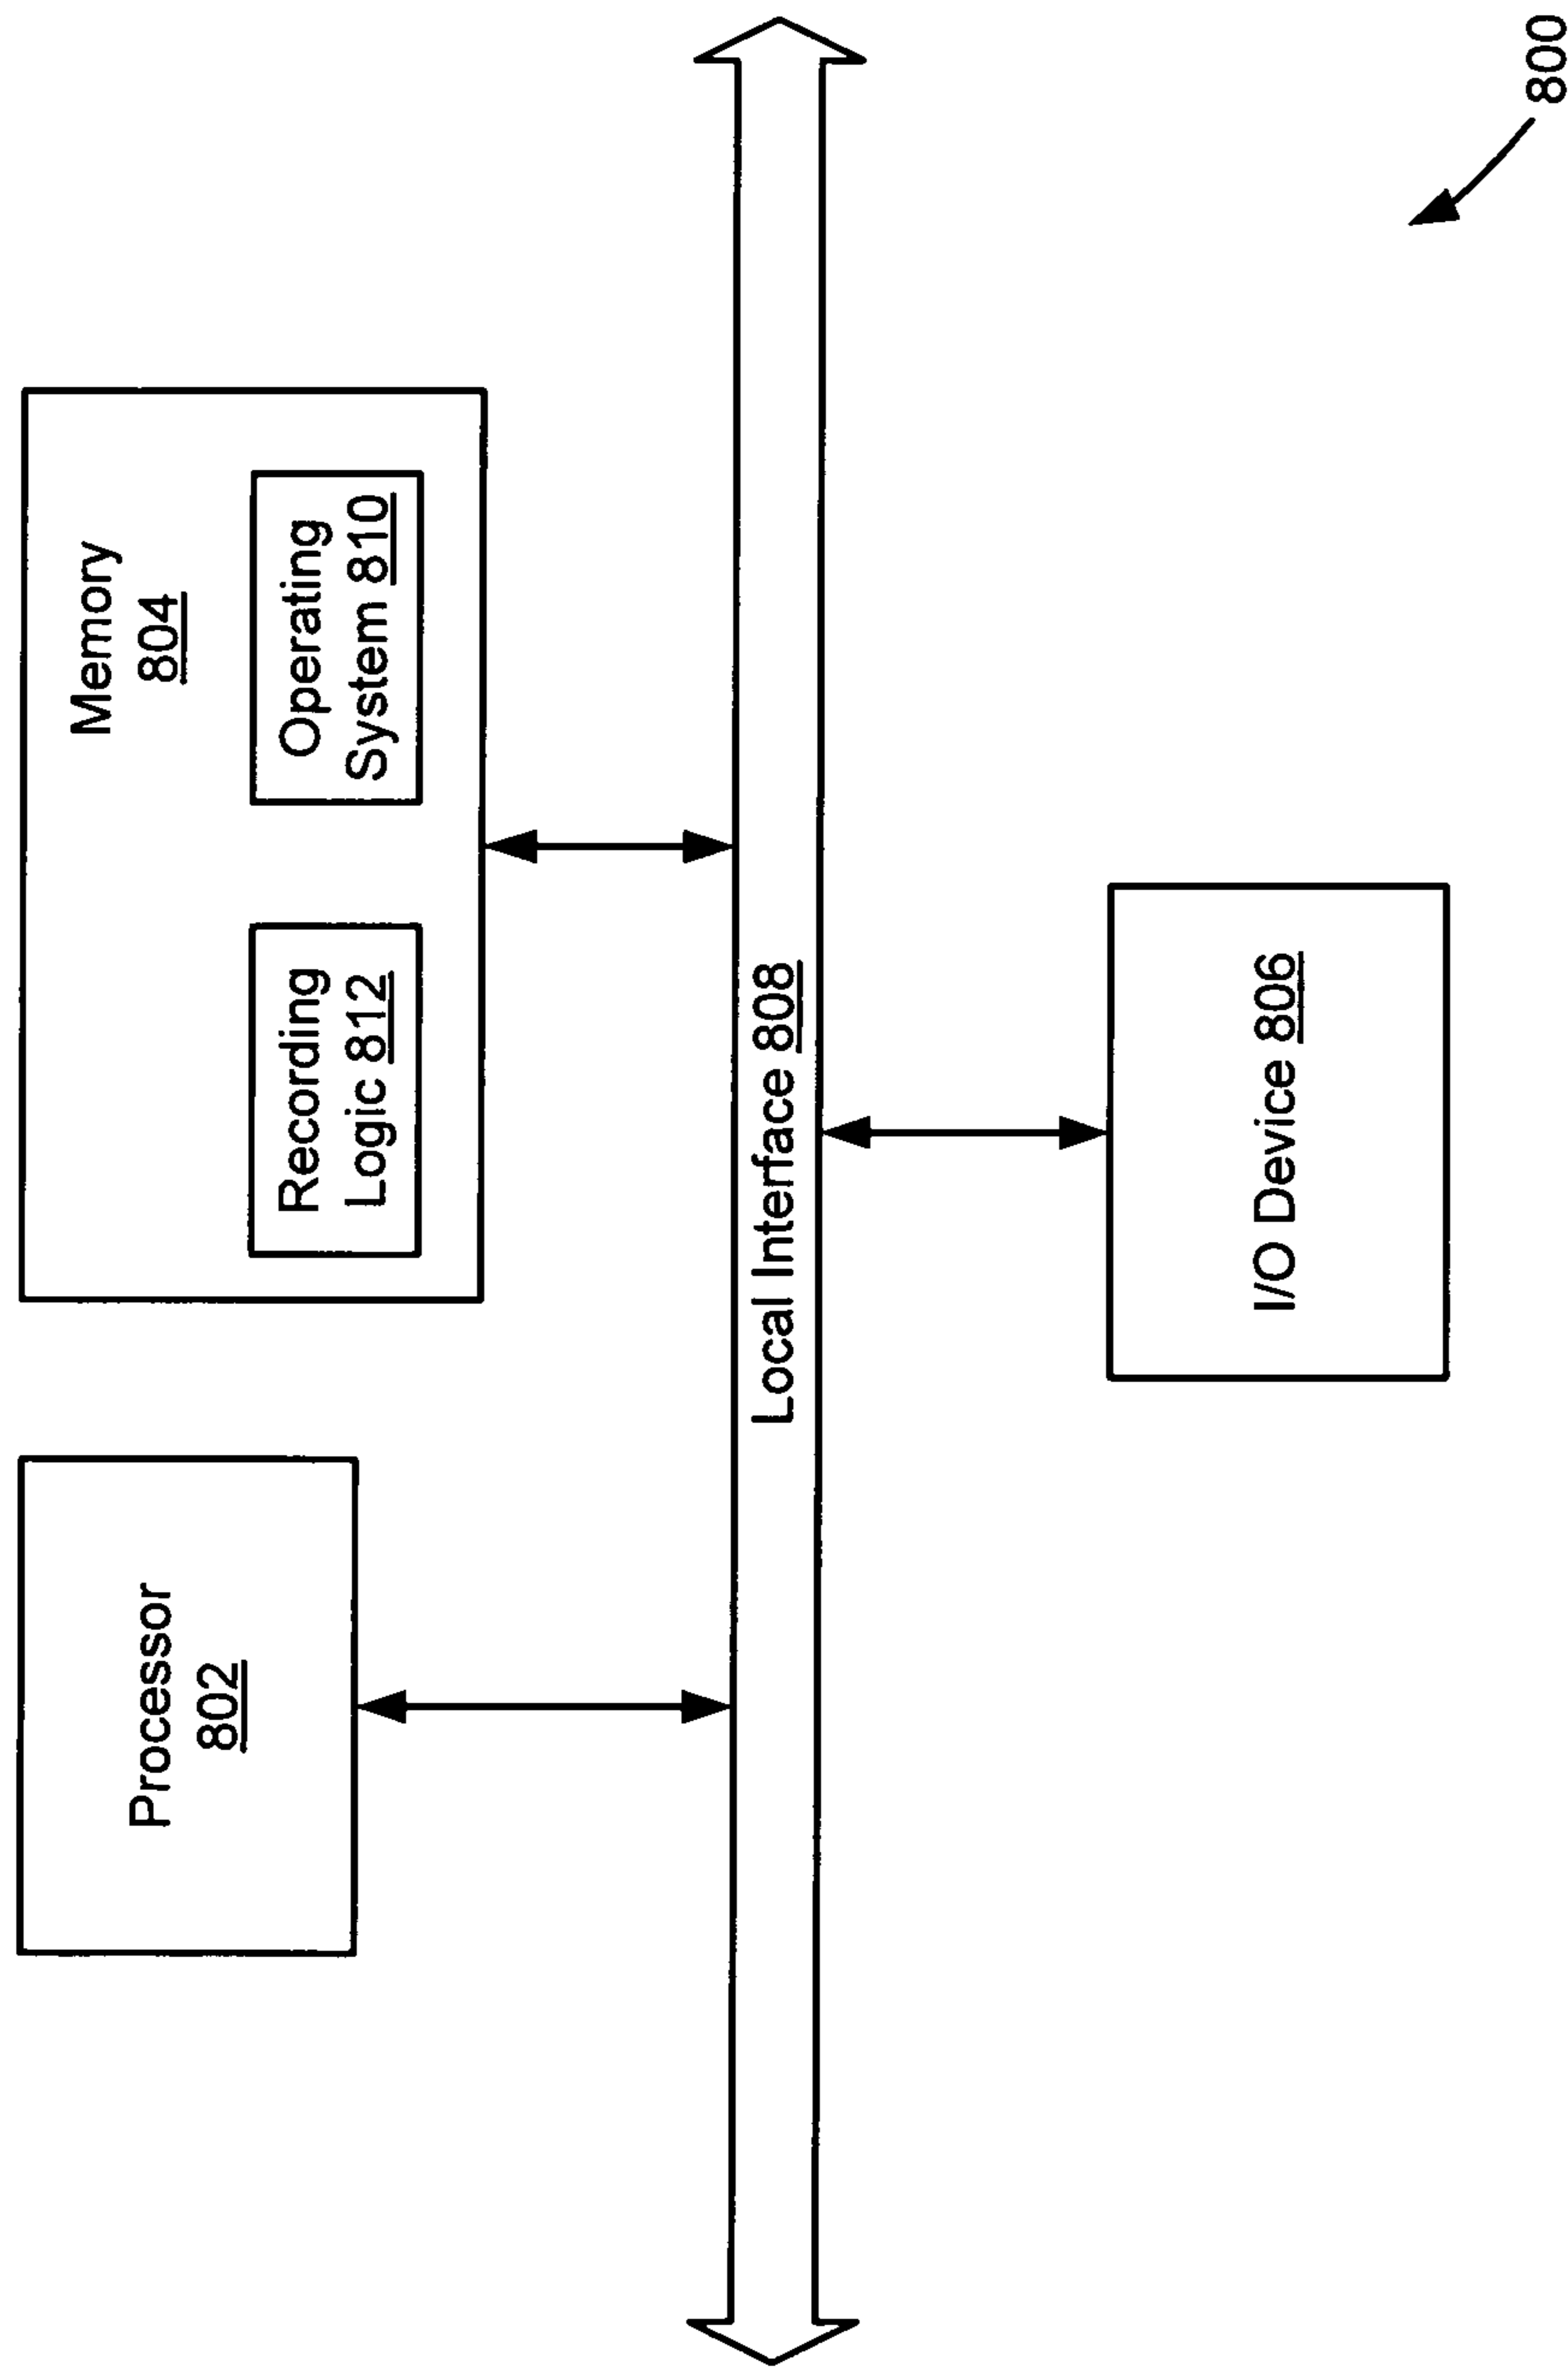 Processor
802
Memory
804
Recording
Logic 812
Operating
System 810
Local Interface 808
I/O Device 806
800